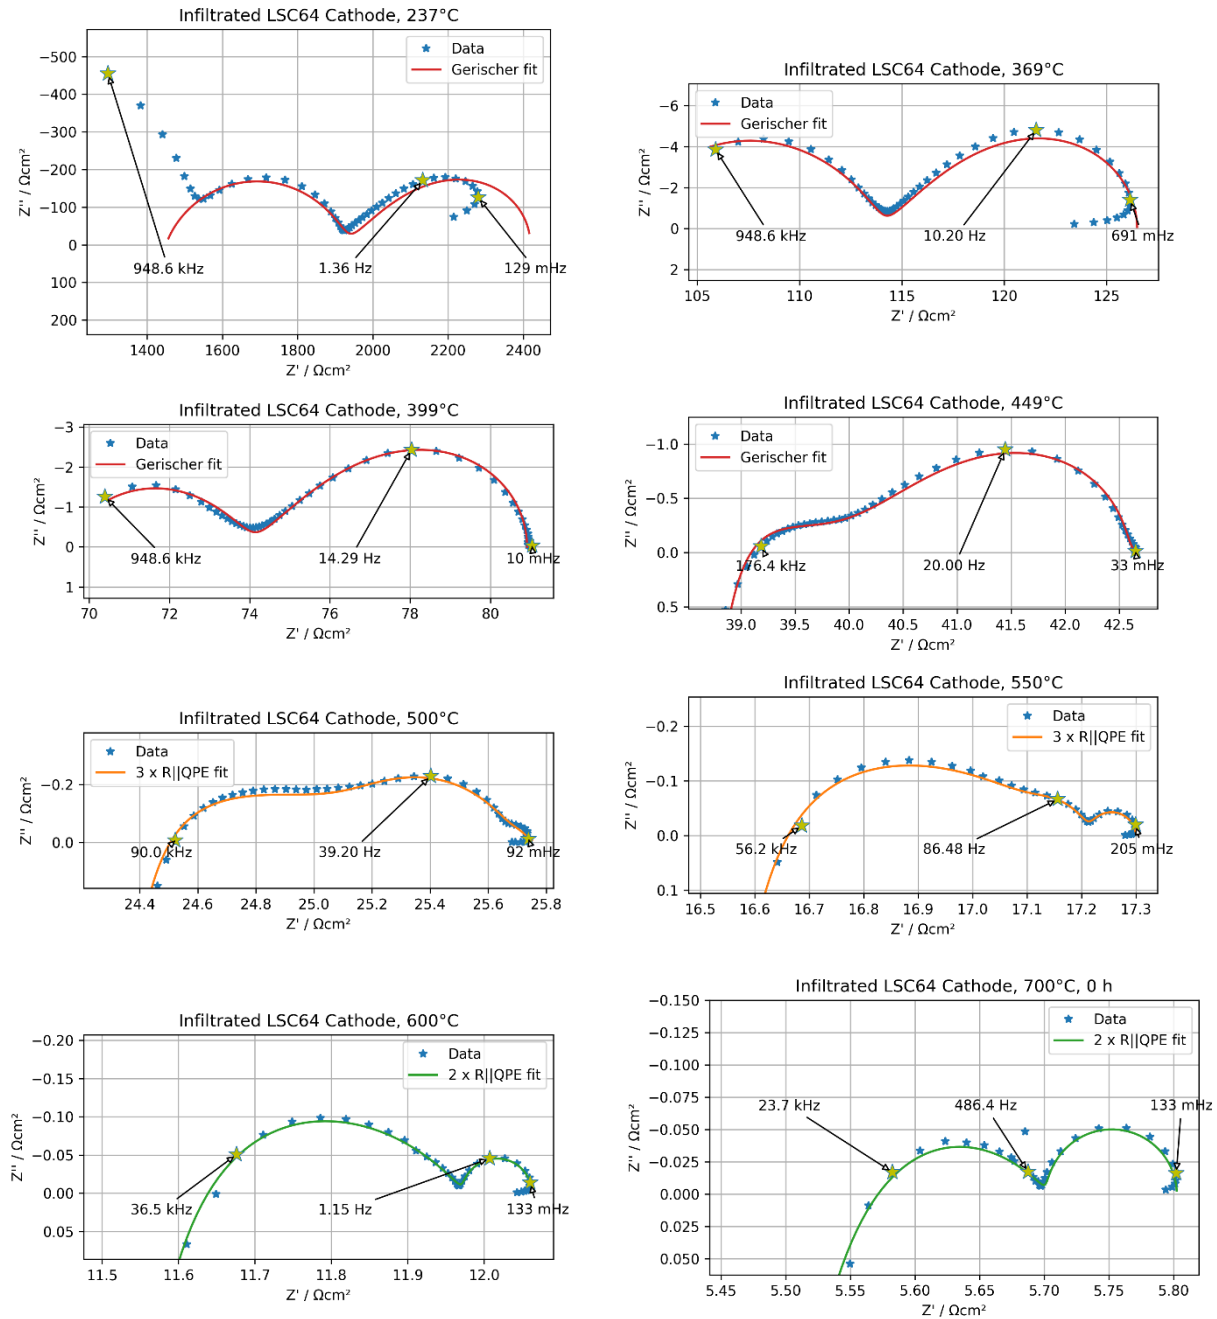 Infiltrated LSC64 Cathode, 237°C
Data
Gerischer fit
−500
−400
−300
−200
−100
0
100
200
Z'' / Ωcm²
948.6 kHz
1.36 Hz
129 mHz
1400 1600 1800 2000 2200 2400
Z' / Ωcm²
Infiltrated LSC64 Cathode, 369°C
Data
Gerischer fit
−6
−4
−2
0
2
Z'' / Ωcm²
948.6 kHz
10.20 Hz
691 mHz
105 110 115 120 125
Z' / Ωcm²
Infiltrated LSC64 Cathode, 399°C
Data
Gerischer fit
−3
−2
−1
0
1
Z'' / Ωcm²
948.6 kHz
14.29 Hz
10 mHz
70 72 74 76 78 80
Z' / Ωcm²
Infiltrated LSC64 Cathode, 449°C
Data
Gerischer fit
−1.0
−0.5
0.0
0.5
Z'' / Ωcm²
176.4 kHz
20.00 Hz
33 mHz
39.0 39.5 40.0 40.5 41.0 41.5 42.0 42.5
Z' / Ωcm²
Infiltrated LSC64 Cathode, 500°C
Data
3 x R||QPE fit
−0.2
0.0
Z'' / Ωcm²
90.0 kHz
39.20 Hz
92 mHz
24.4 24.6 24.8 25.0 25.2 25.4 25.6 25.8
Z' / Ωcm²
Infiltrated LSC64 Cathode, 550°C
Data
3 x R||QPE fit
−0.2
−0.1
0.0
0.1
Z'' / Ωcm²
56.2 kHz
86.48 Hz
205 mHz
16.5 16.6 16.7 16.8 16.9 17.0 17.1 17.2 17.3
Z' / Ωcm²
Infiltrated LSC64 Cathode, 600°C
Data
2 x R||QPE fit
−0.20
−0.15
−0.10
−0.05
0.00
0.05
Z'' / Ωcm²
36.5 kHz
1.15 Hz
133 mHz
11.5 11.6 11.7 11.8 11.9 12.0
Z' / Ωcm²
Infiltrated LSC64 Cathode, 700°C, 0 h
Data
2 x R||QPE fit
−0.150
−0.125
−0.100
−0.075
−0.050
−0.025
0.000
0.025
0.050
Z'' / Ωcm²
23.7 kHz
486.4 Hz
133 mHz
5.45 5.50 5.55 5.60 5.65 5.70 5.75 5.80
Z' / Ωcm²